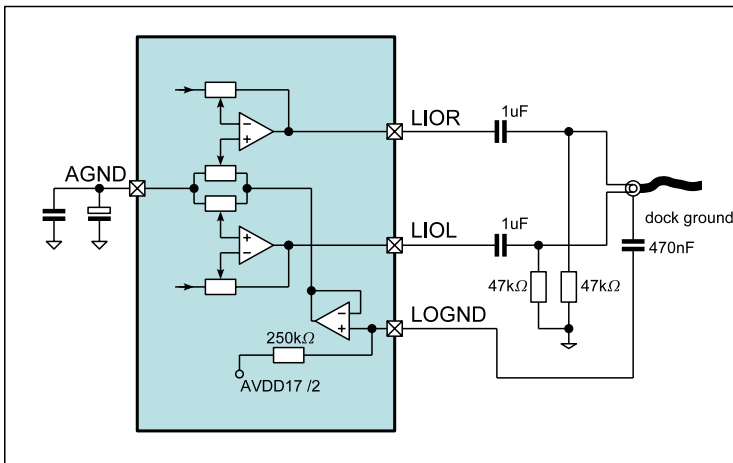 LIOR
1uF
AGND
dock ground
LIOL
1uF
470nF
47kΩ
47kΩ
LOGND
250kΩ
AVDD17 /2